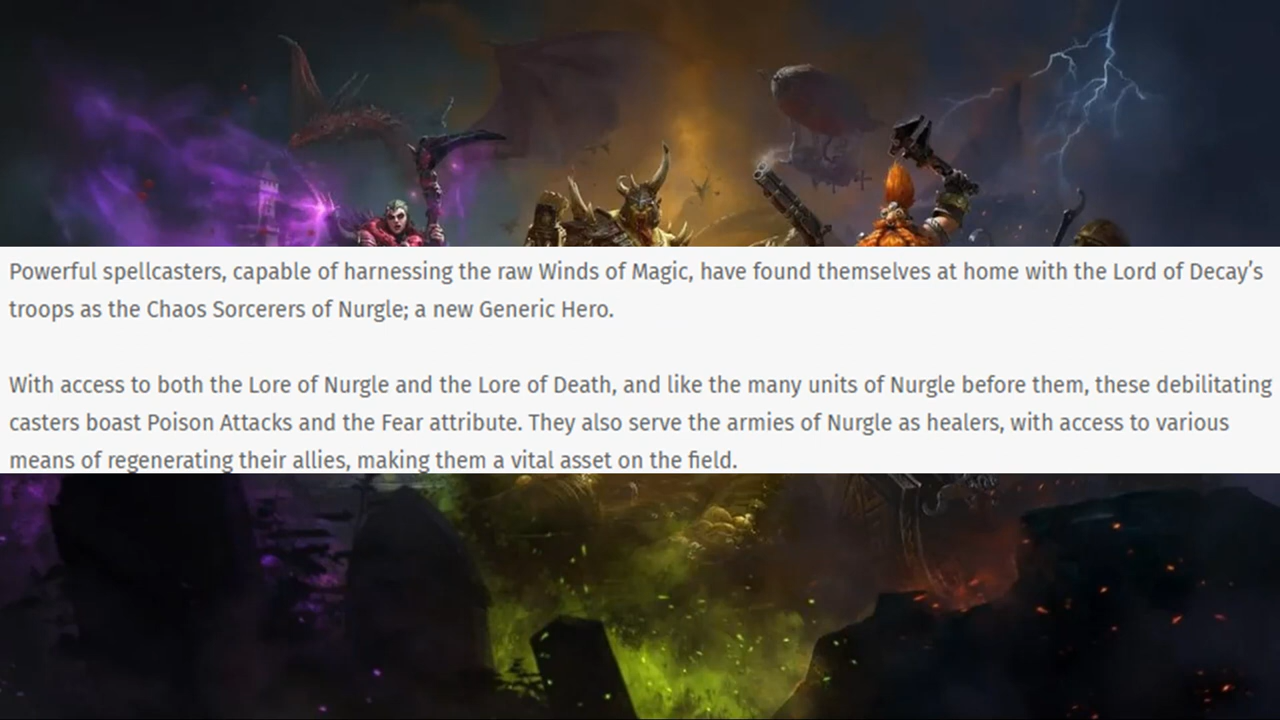 Powerful spellcasters, capable of harnessing the raw Winds of Magic, have found themselves at home with the Lord of Decay’s
troops as the Chaos Sorcerers of Nurgle; a new Generic Hero.
With access to both the Lore of Nurgle and the Lore of Death, and like the many units of Nurgle before them, these debilitating
casters boast Poison Attacks and the Fear attribute. They also serve the armies of Nurgle as healers, with access to various
means of regenerating their allies, making them a vital asset on the field.